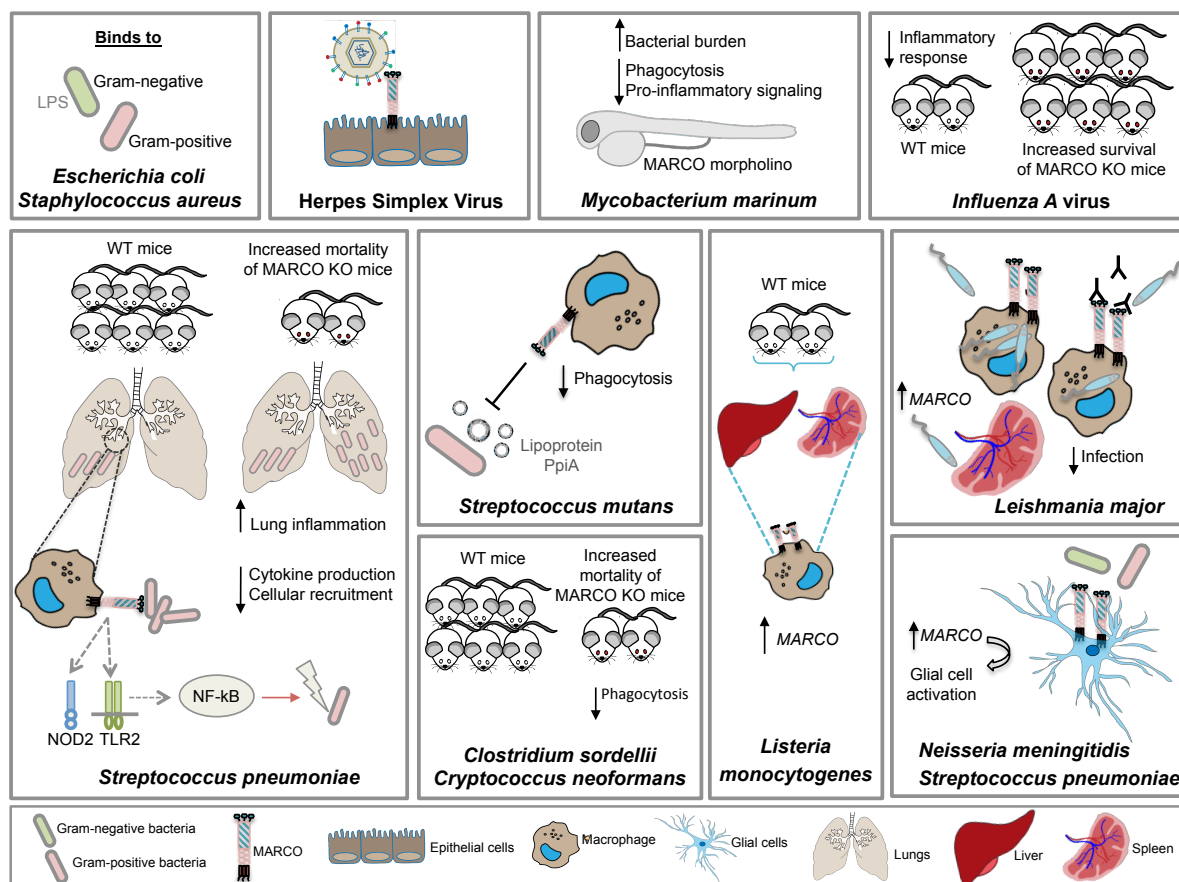 Binds to
Gram-negative
LPS
Gram-positive
Escherichia coli
Staphylococcus aureus
Herpes Simplex Virus
Bacterial burden
Phagocytosis
Pro-inflammatory signaling
MARCO morpholino
Mycobacterium marinum
Inflammatory
response
WT mice
Increased survival
of MARCO KO mice
Influenza A virus
WT mice
Increased mortality
of MARCO KO mice
Lung inflammation
Cytokine production
Cellular recruitment
NF-kB
NOD2 TLR2
Streptococcus pneumoniae
Phagocytosis
Lipoprotein
PpiA
Streptococcus mutans
WT mice
Increased
mortality of
MARCO KO mice
Phagocytosis
Clostridium sordellii
Cryptococcus neoformans
WT mice
MARCO
Listeria
monocytogenes
MARCO
Infection
Leishmania major
MARCO
Glial cell
activation
Neisseria meningitidis
Streptococcus pneumoniae
Gram-negative bacteria
Gram-positive bacteria
MARCO
Epithelial cells
Macrophage
Glial cells
Lungs
Liver
Spleen